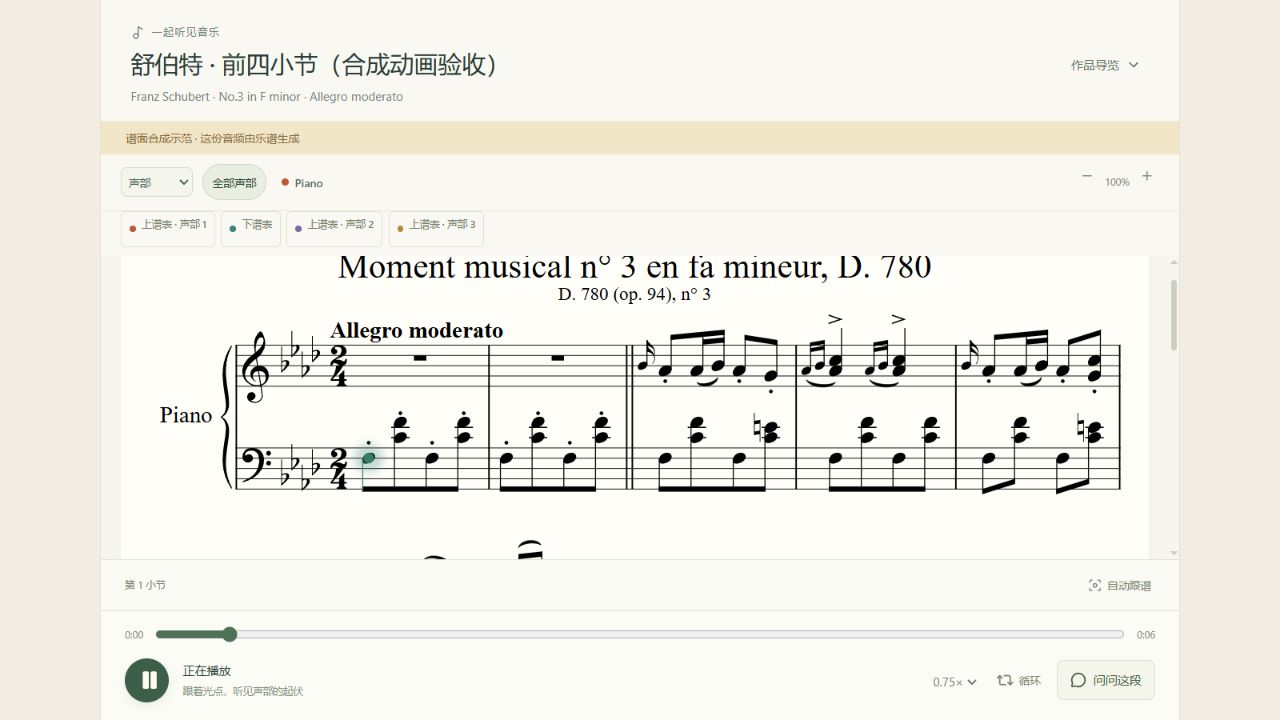 一起听见音乐
舒伯特 · 前四小节（合成动画验收）
作品导览
Franz Schubert · No.3 in F minor · Allegro moderato
谱面合成示范 · 这份音频由乐谱生成
声部 全部声部 Piano
100%
上谱表 · 声部 1 下谱表 上谱表 · 声部 2 上谱表 · 声部 3
Moment musical n° 3 en fa mineur, D. 780
D. 780 (op. 94), n° 3
Allegro moderato
2
4
Piano
2
4
第 1 小节
自动跟谱
0:00
0:06
正在播放
跟着光点，听见声部的起伏
0.75×
循环
问问这段